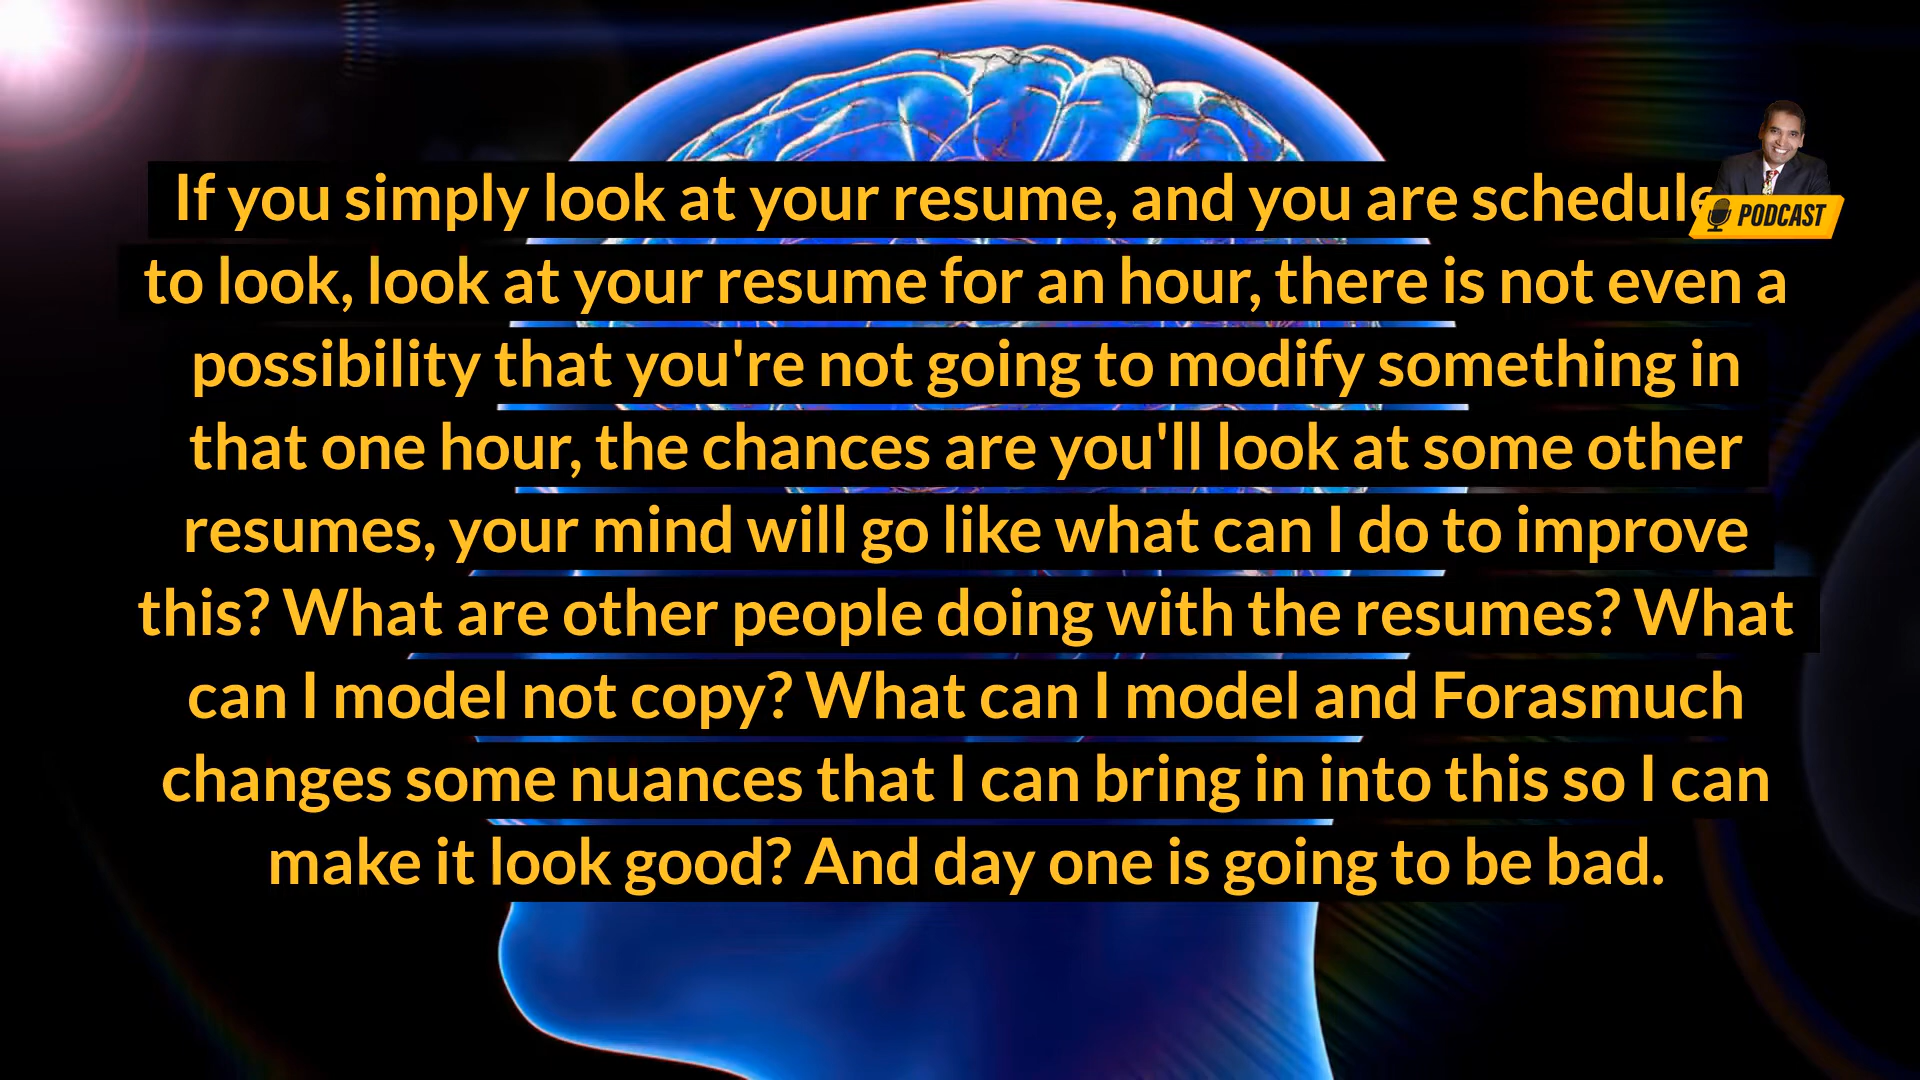 If you simply look at your resume, and you are schedule
to look, look at your resume for an hour, there is not even a
possibility that you're not going to modify something in
that one hour, the chances are you'll look at some other
resumes, your mind will go like what can I do to improve
this? What are other people doing with the resumes? What
can I model not copy? What can I model and Forasmuch
changes some nuances that I can bring in into this so I can
make it look good? And day one is going to be bad.
PODCAST